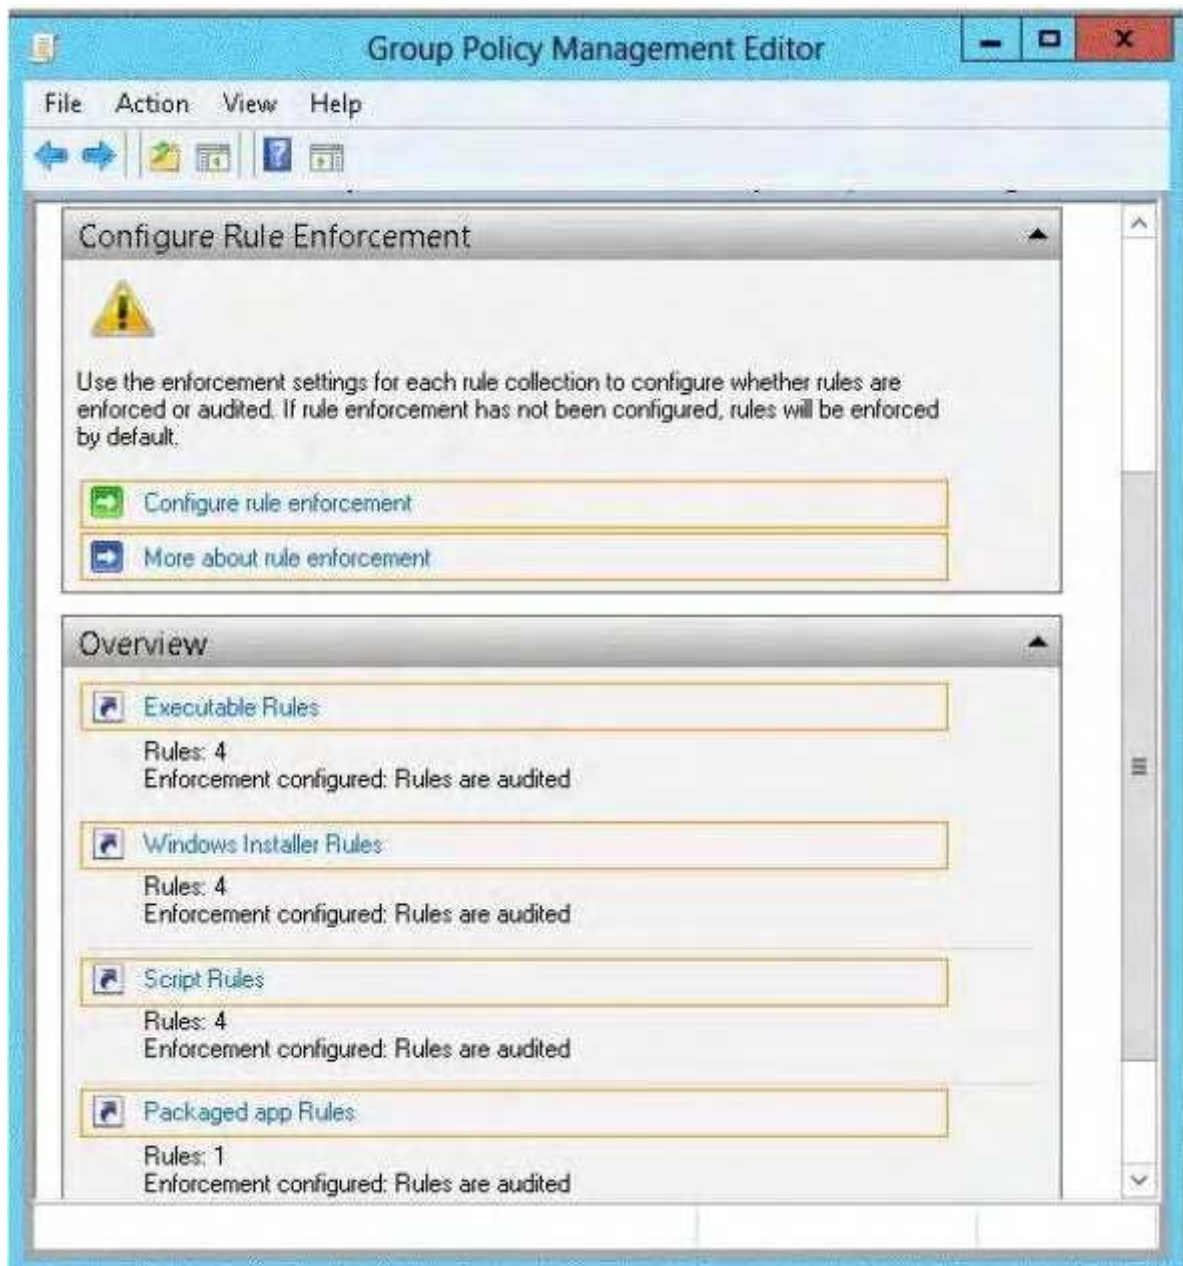 Group Policy Management Editor
File Action View Help
Configure Rule Enforcement
Use the enforcement settings for each rule collection to configure whether rules are
enforced or audited. If rule enforcement has not been configured, rules will be enforced
by default.
Configure rule enforcement
More about rule enforcement
Overview
Executable Rules
Rules: 4
Enforcement configured: Rules are audited
Windows Installer Rules
Rules: 4
Enforcement configured: Rules are audited
Script Rules
Rules: 4
Enforcement configured: Rules are audited
Packaged app Rules
Rules: 1
Enforcement configured: Rules are audited